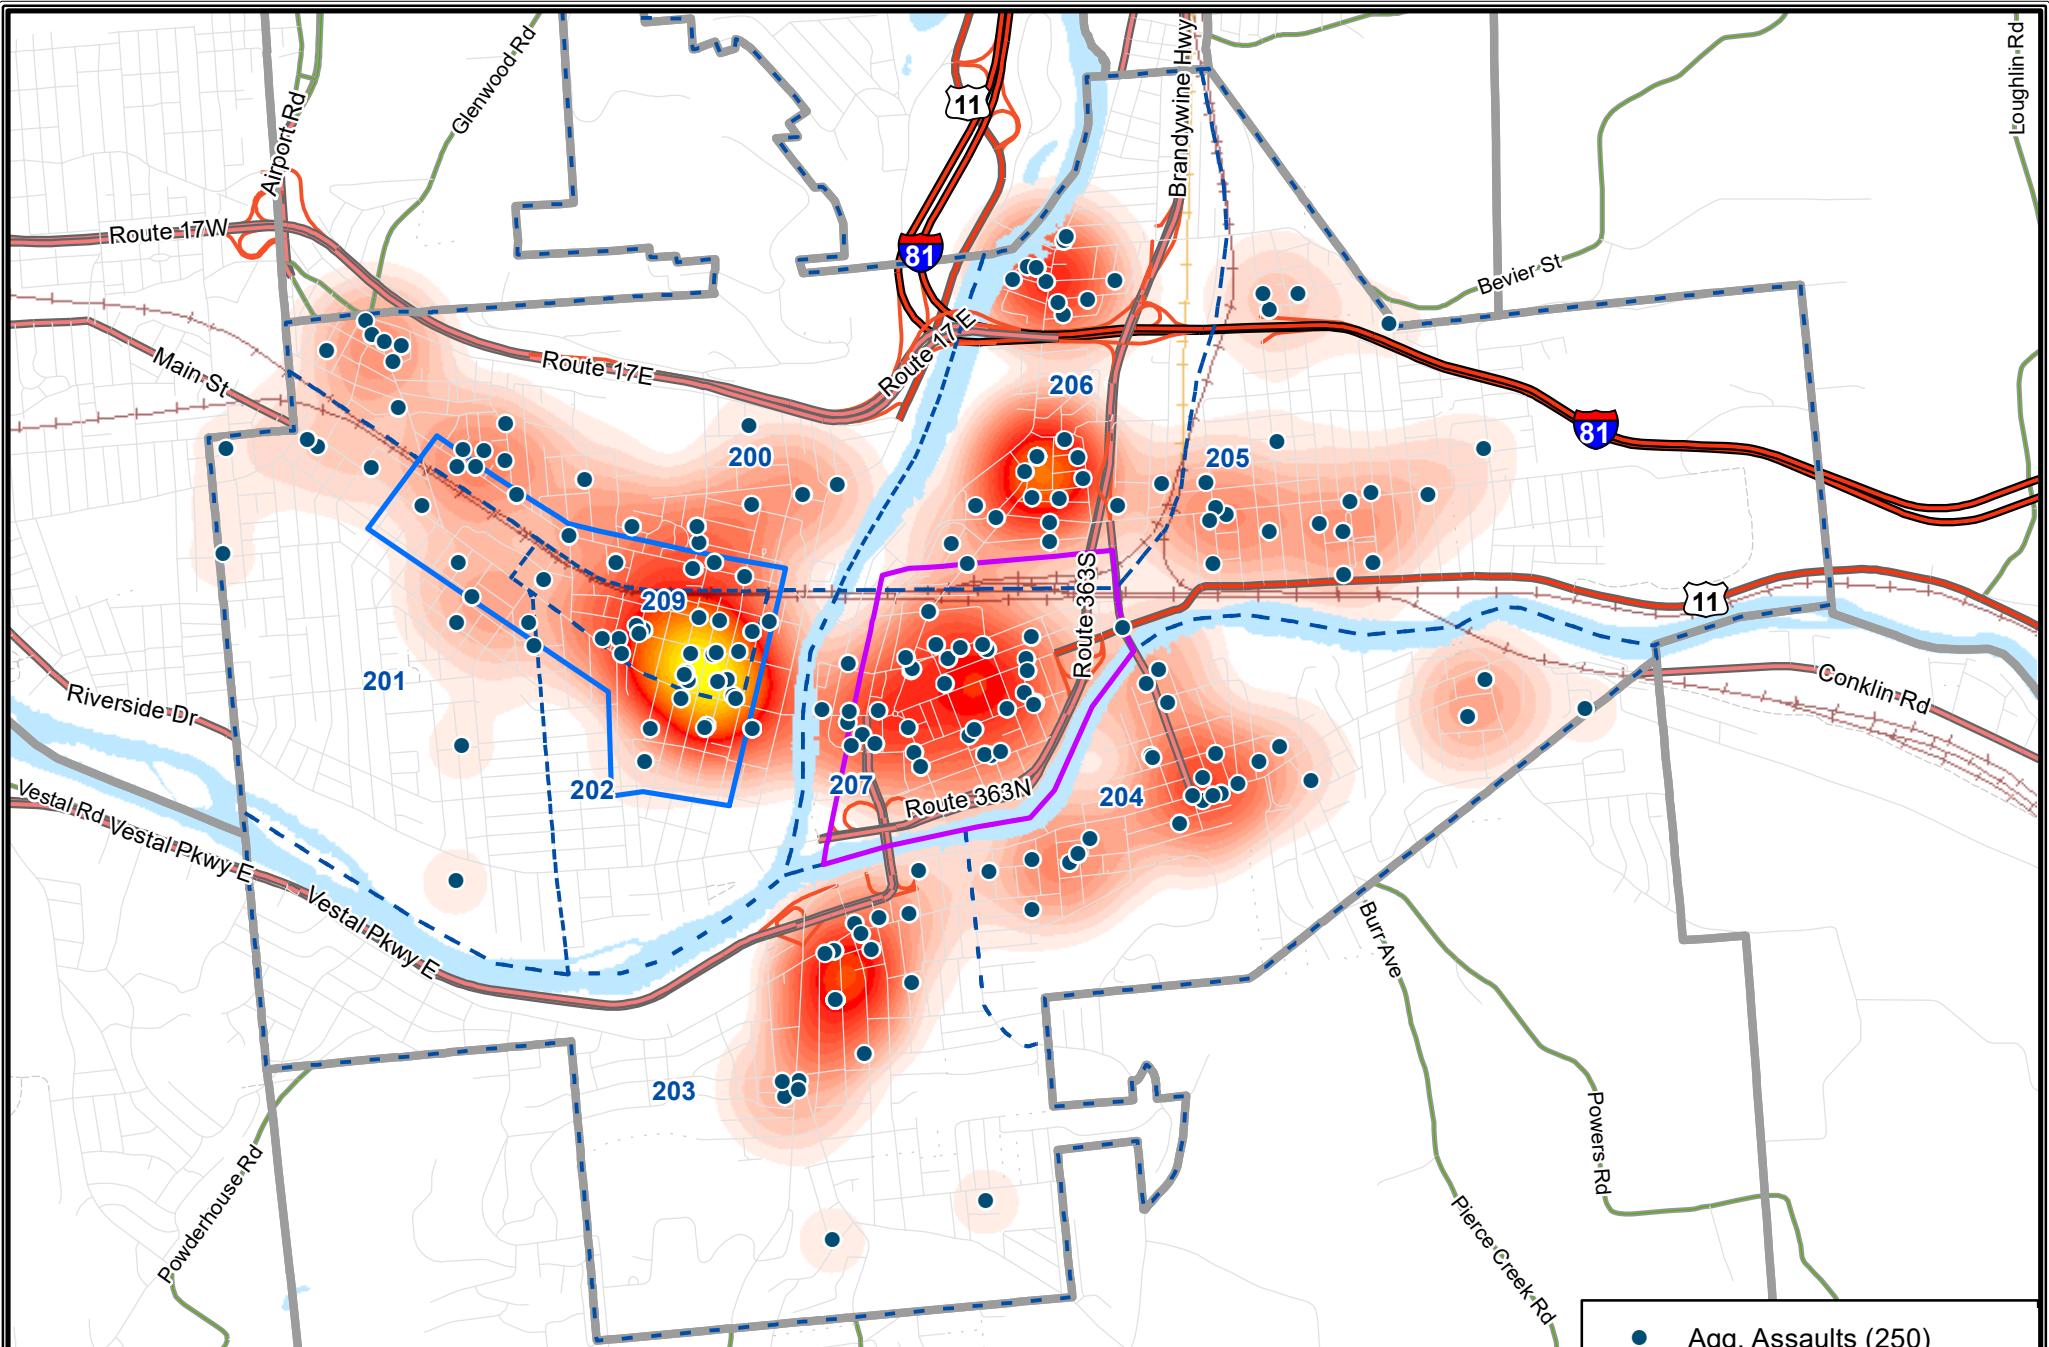 Glenwood Rd
Airport Rd
11
Brandywine Hwy
Loughlin Rd
Route 17W
81
Bevier St
Route 17 E
Main St
Route 17E
206
81
200
205
209
Route 363S
11
201
Riverside Dr
Conklin Rd
202
207
Route 363N
204
Vestal Rd
Vestal Pkwy E
Vestal Pkwy E
Burr Ave
203
Powers Rd
Powderhouse Rd
Pierce Creek Rd
Agg. Assaults (250)